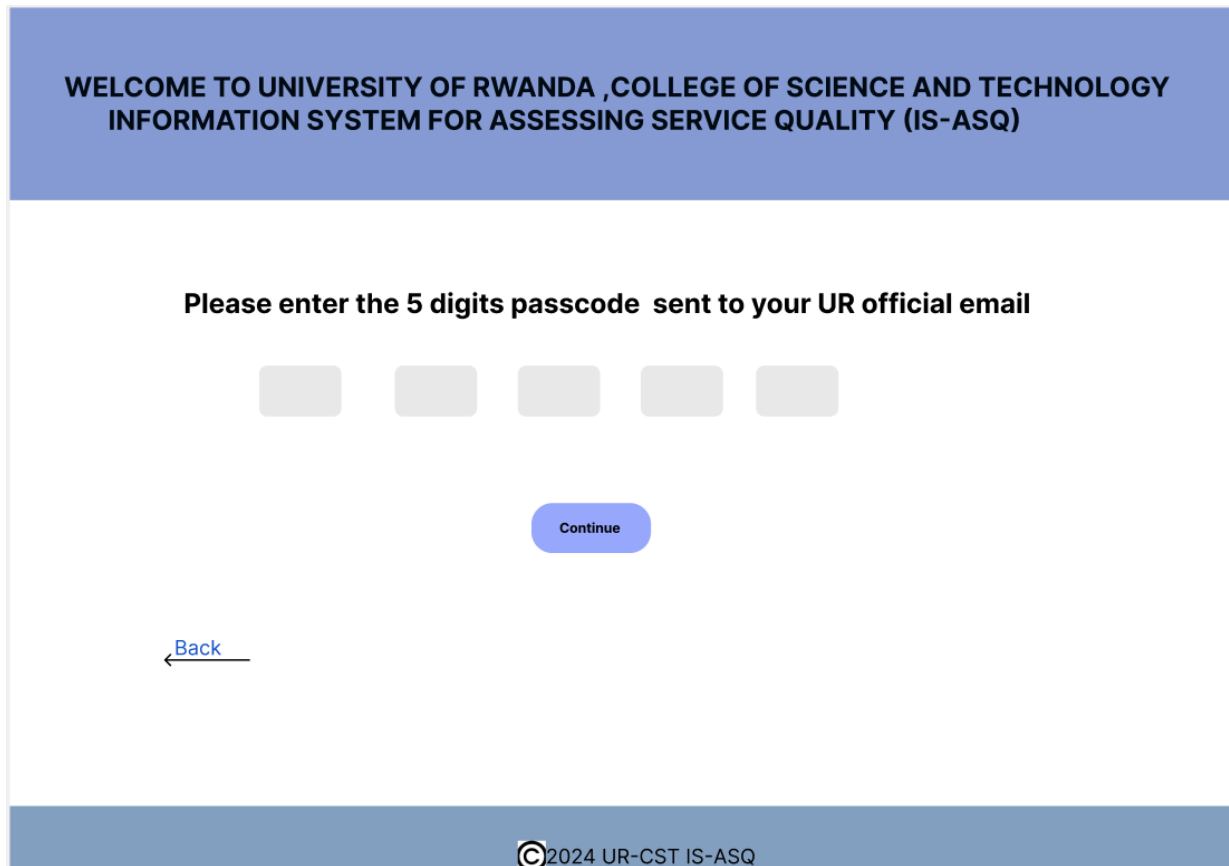 WELCOME TO UNIVERSITY OF RWANDA ,COLLEGE OF SCIENCE AND TECHNOLOGY
INFORMATION SYSTEM FOR ASSESSING SERVICE QUALITY (IS-ASQ)
Please enter the 5 digits passcode  sent to your UR official email
Continue
Back
©2024 UR-CST IS-ASQ